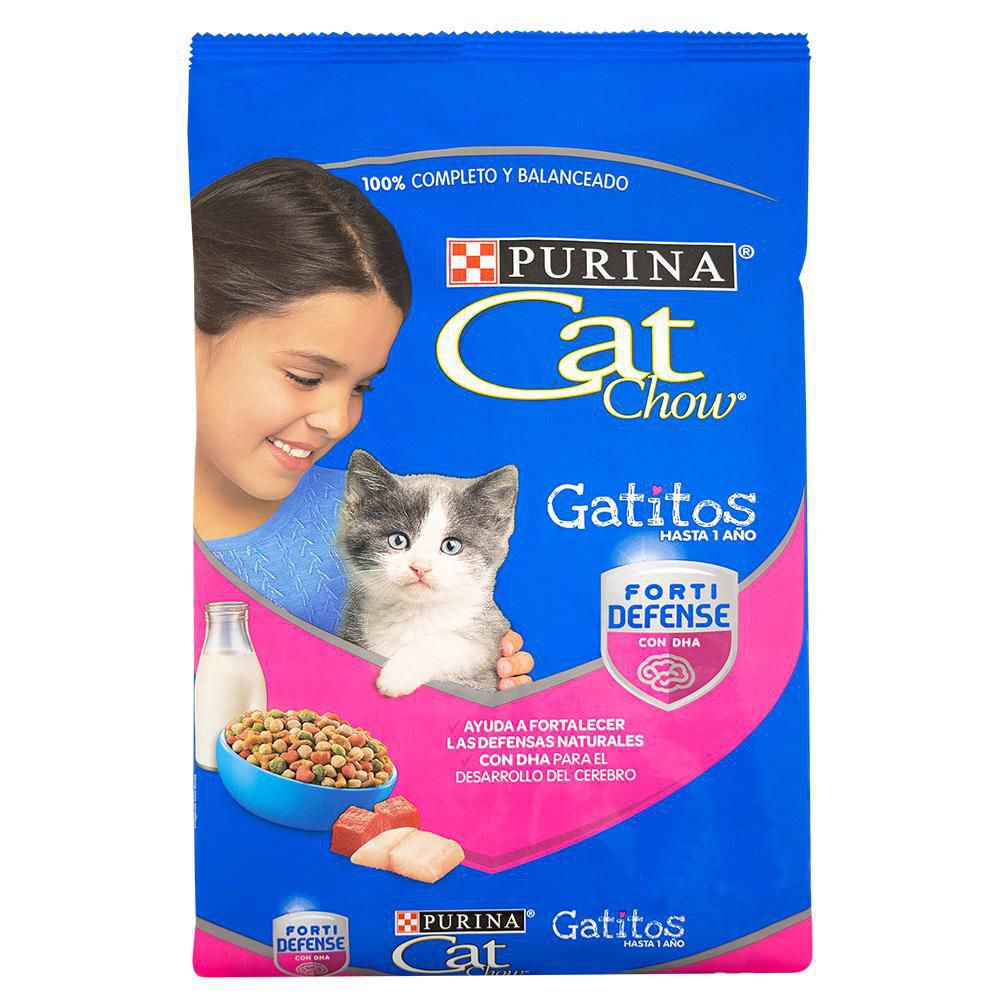 100% COMPLETO Y BALANCEADO
PURINA®
Cat
Chow®
Gatitos
HASTA 1 AÑO
FORTI
DEFENSE
CON DHA
AYUDA A FORTALECER
LAS DEFENSAS NATURALES
CON DHA PARA EL
DESARROLLO DEL CEREBRO
FORTI
DEFENSE
CON DHA
PURINA®
Cat
Chow
Gatitos
HASTA 1 AÑO